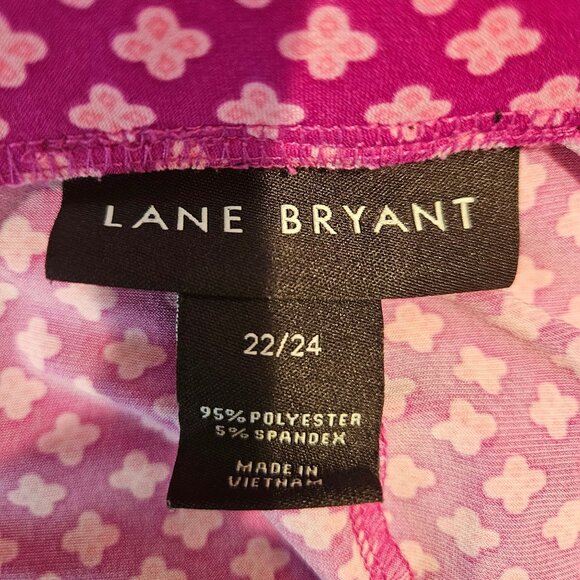 LANE BRYANT
22/24
95% POLYESTER
5% SPANDEX
MADE IN
VIETNAM